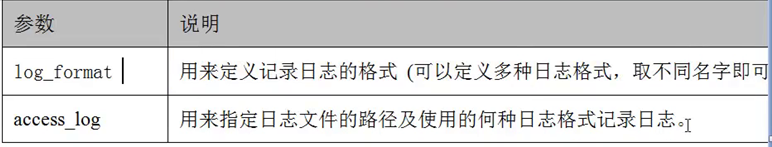 参数 说明
log_format 用来定义记录日志的格式 (可以定义多种日志格式，取不同名字即可
access_log 用来指定日志文件的路径及使用的何种日志格式记录日志。